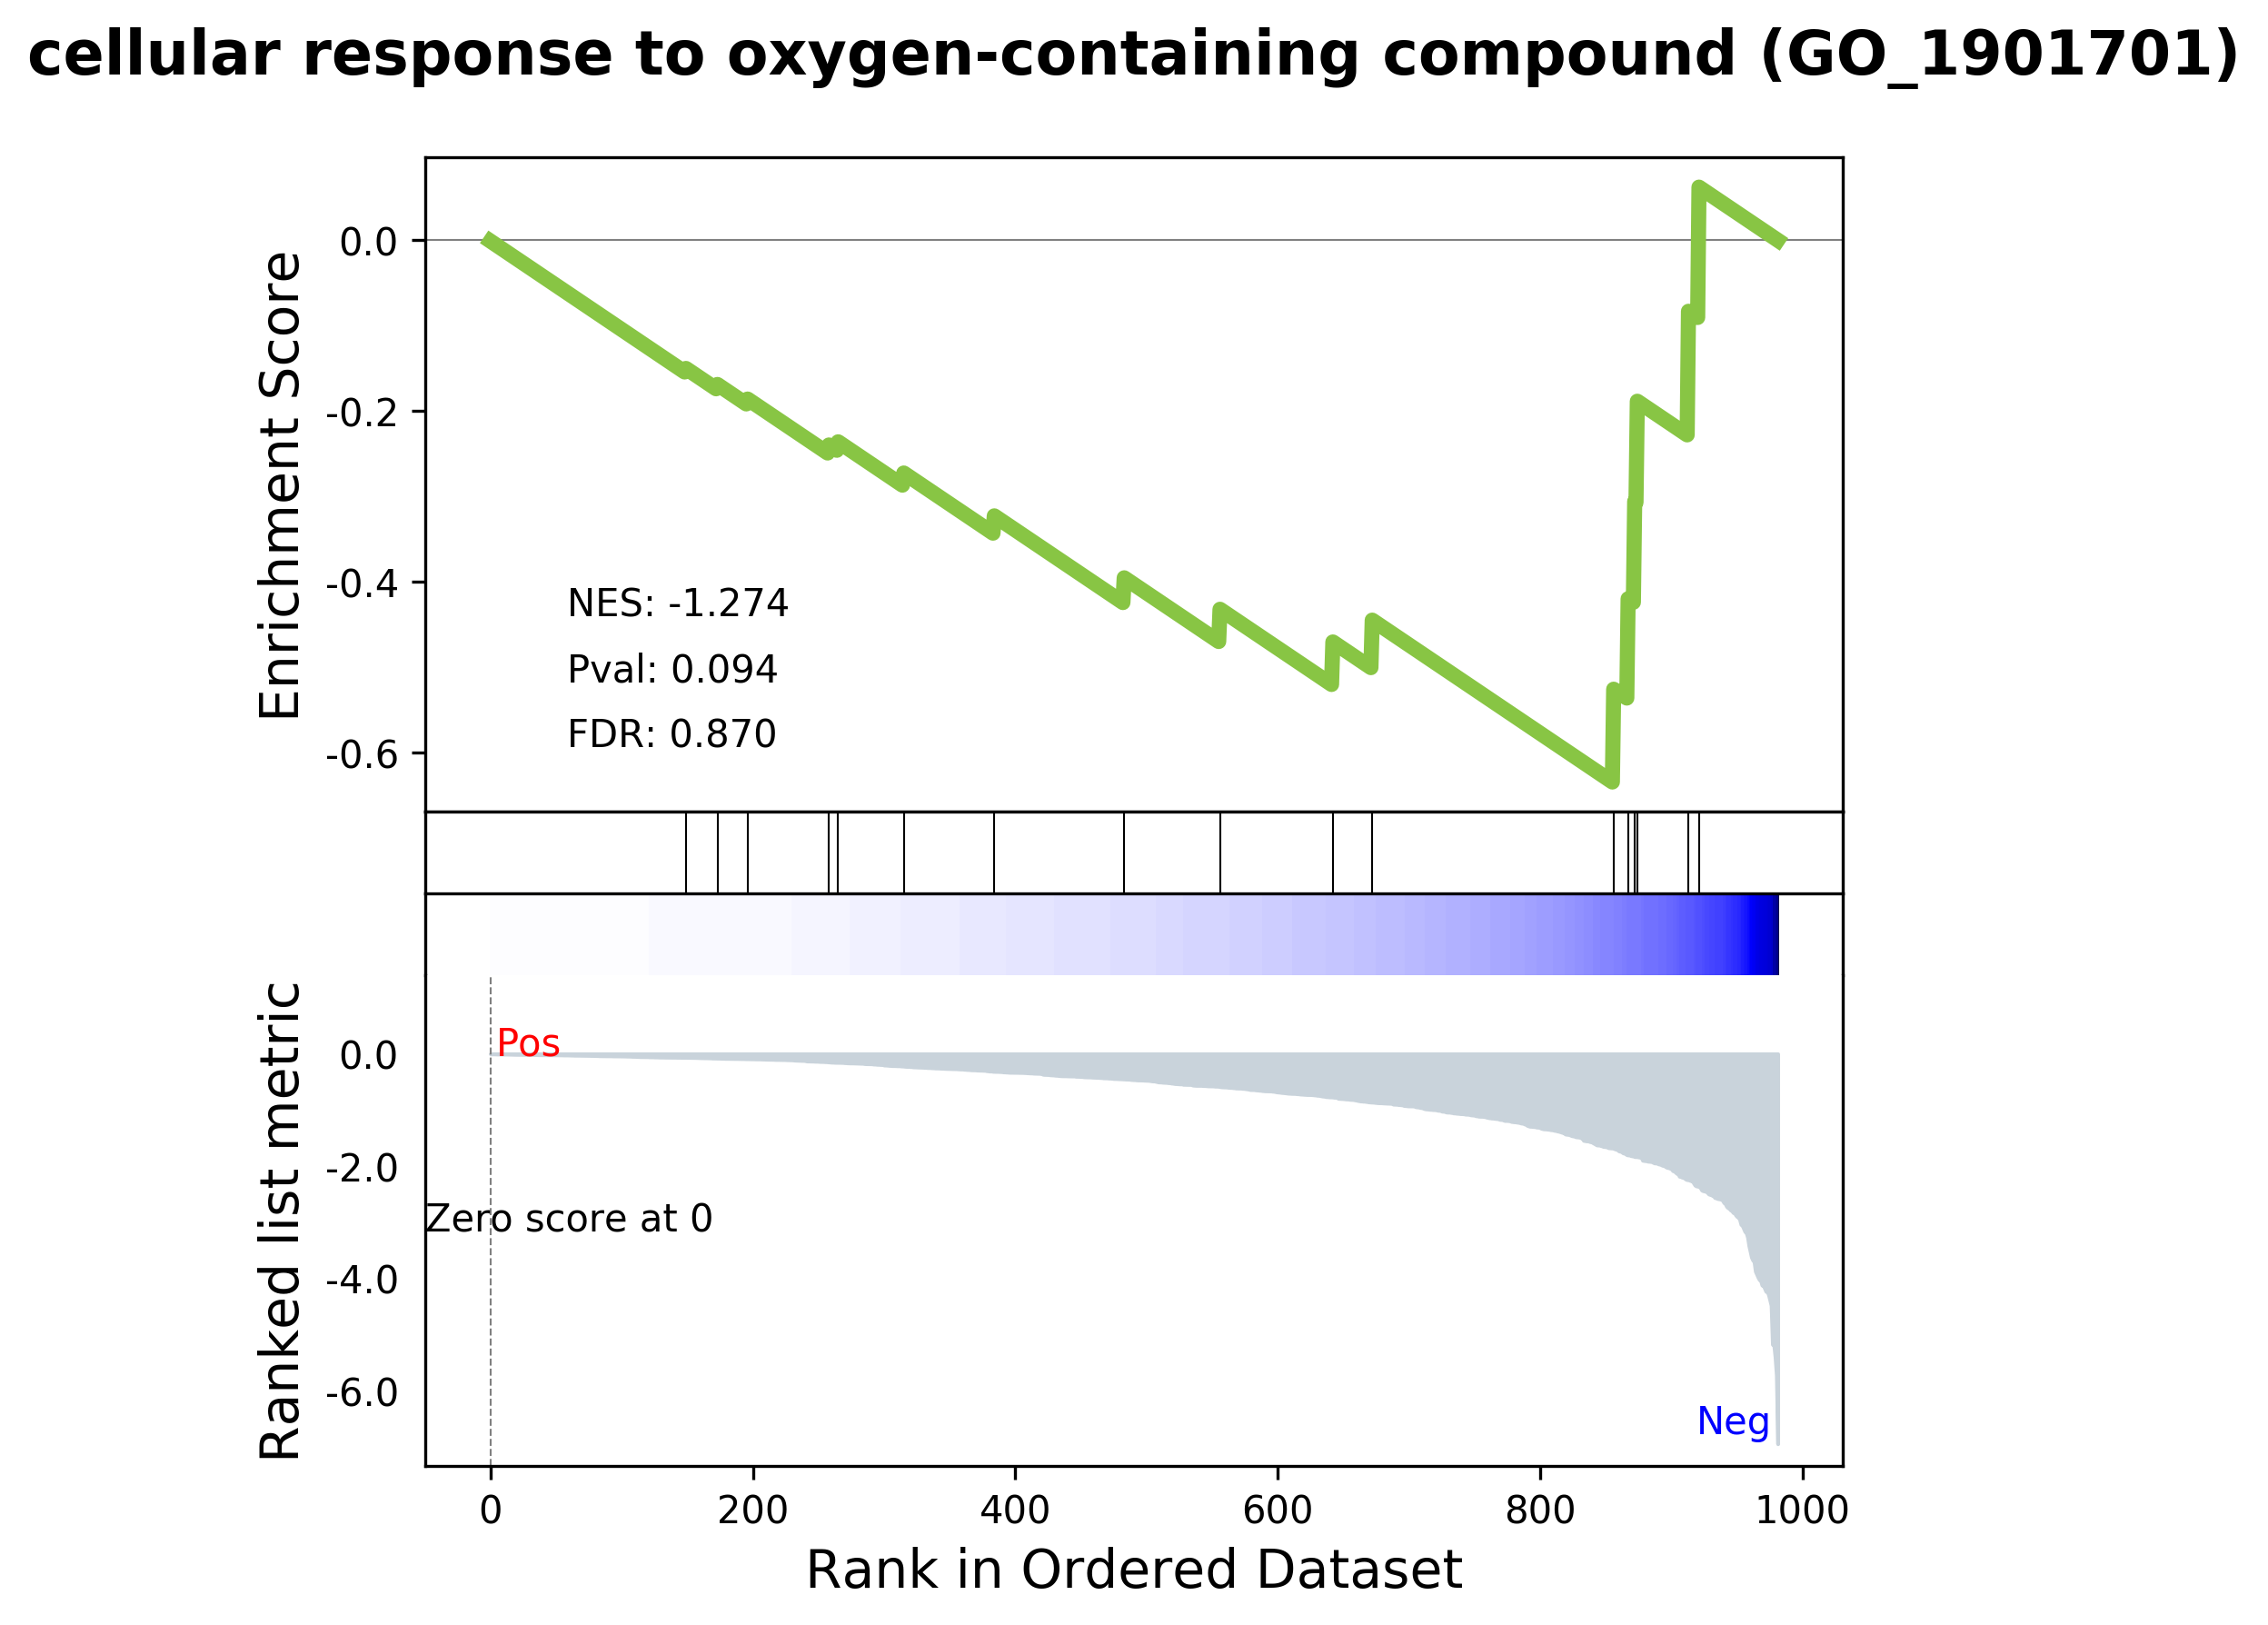 cellular response to oxygen-containing compound (GO_1901701)
Enrichment Score
0.0
-0.2
-0.4
-0.6
NES: -1.274
Pval: 0.094
FDR: 0.870
Ranked list metric
0.0
-2.0
-4.0
-6.0
Pos
Zero score at 0
Neg
0
200
400
600
800
1000
Rank in Ordered Dataset